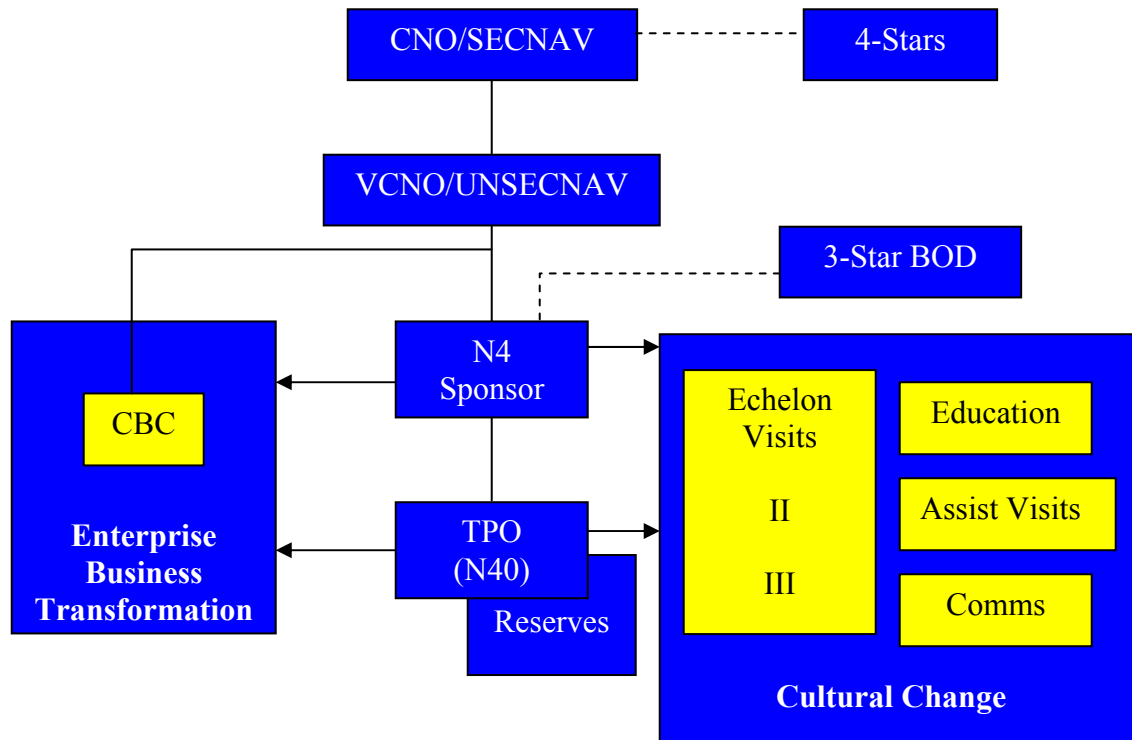 CNO/SECNAV
4-Stars
VCNO/UNSECNAV
3-Star BOD
N4
Sponsor
CBC
Enterprise
Business
Transformation
TPO
(N40)
Reserves
Echelon
Visits
II
III
Education
Assist Visits
Comms
Cultural Change